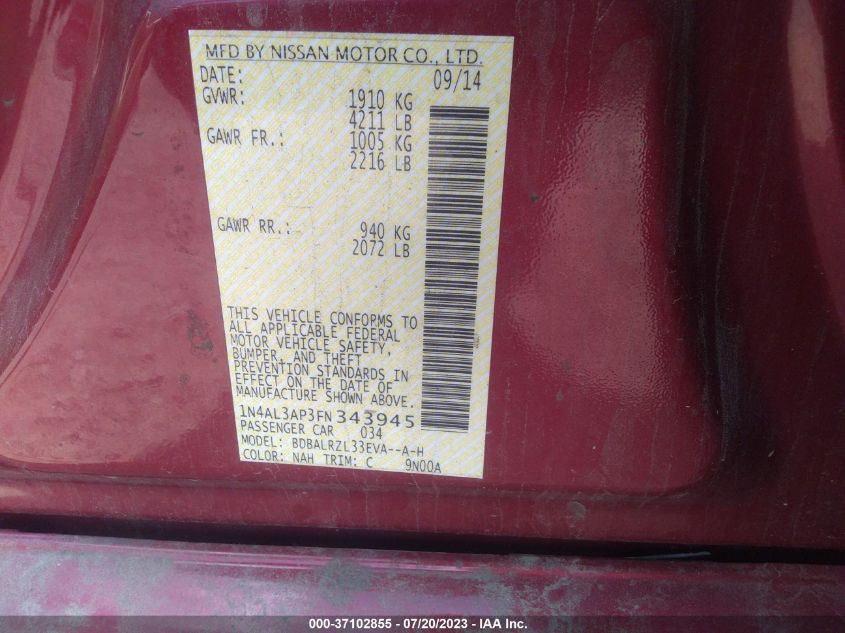 MFD BY NISSAN MOTOR CO., LTD.
DATE: 09/14
GVWR: 1910 KG
4211 LB
GAWR FR.: 1005 KG
2216 LB
GAWR RR.: 940 KG
2072 LB
THIS VEHICLE CONFORMS TO
ALL APPLICABLE FEDERAL
MOTOR VEHICLE SAFETY,
BUMPER, AND THEFT
PREVENTION STANDARDS IN
EFFECT ON THE DATE OF
MANUFACTURE SHOWN ABOVE.
1N4AL3AP3FN 343945
PASSENGER CAR 034
MODEL: BDBALRZL33EVA--A-H
COLOR: NAH TRIM: C 9N00A
000-37102855 - 07/20/2023 - IAA Inc.